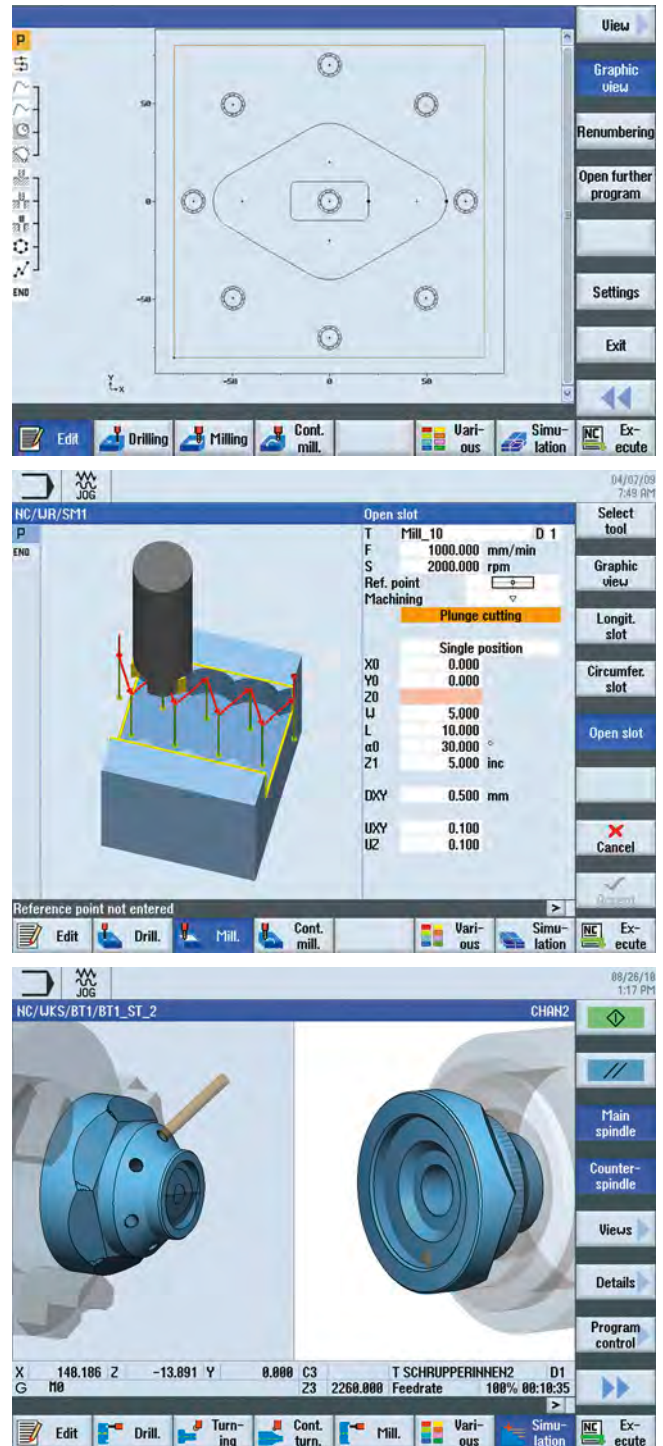 View
P
Graphic
view
Renumbering
Open further
program
Settings
Exit
END
50
0
-50
-50
0
50
Y
X
Edit
Drilling
Milling
Cont.
mill.
Vari-
ous
Simu-
lation
NC
Ex-
ecute
JOG
04/07/09
7:49 AM
NC/WR/SM1
Open slot
Select
tool
P
END
T Mill_10 D 1
F 1000.000 mm/min
S 2000.000 rpm
Ref. point
Machining ▽
Plunge cutting
Single position
X0 0.000
Y0 0.000
Z0
W 5.000
L 10.000
α0 30.000 °
Z1 5.000 inc
DXY 0.500 mm
UXY 0.100
UZ 0.100
Graphic
view
Longit.
slot
Circumfer.
slot
Open slot
Cancel
Accept
Reference point not entered
>
Edit
Drill.
Mill.
Cont.
mill.
Vari-
ous
Simu-
lation
NC
Ex-
ecute
JOG
08/26/10
1:17 PM
NC/WKS/BT1/BT1_ST_2 CHAN2
Main
spindle
Counter-
spindle
Views
Details
Program
control
X 148.186 Z -13.891 Y 0.000 C3 T SCHRUPPERINNEN2 D1
G M0 Z3 2260.000 Feedrate 100% 00:10:35
>
Edit
Drill.
Turn-
ing
Cont.
turn.
Mill.
Vari-
ous
Simu-
lation
NC
Ex-
ecute